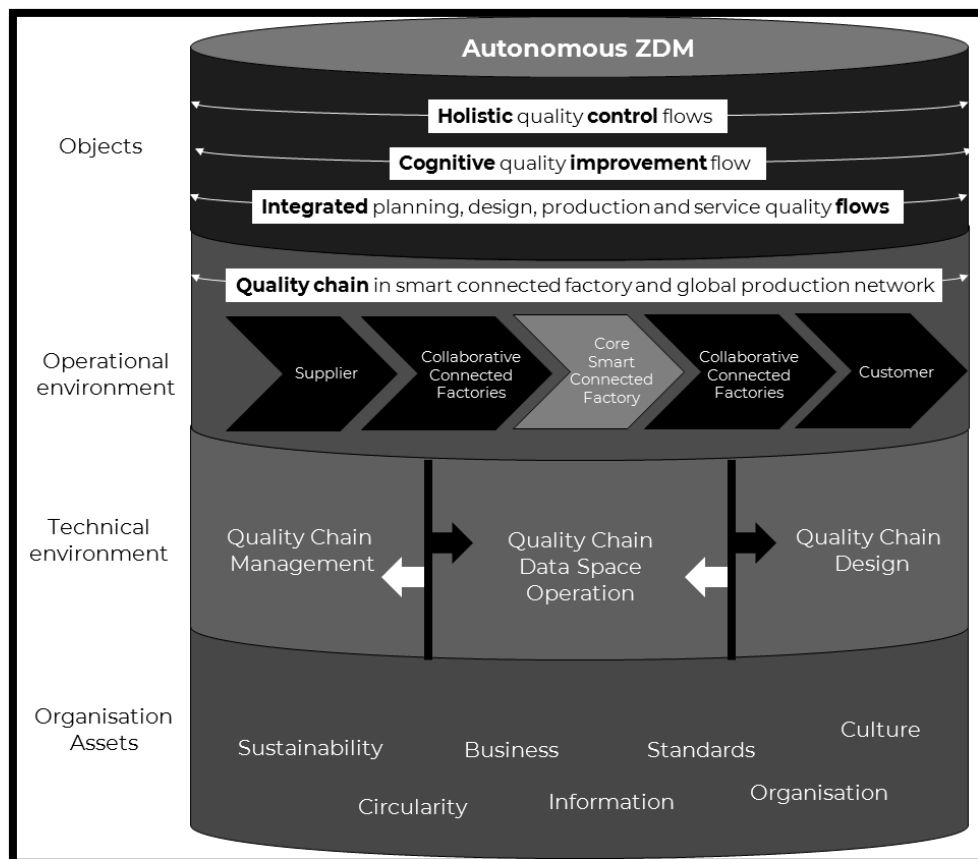 Autonomous ZDM
Objects
Holistic quality control flows
Cognitive quality improvement flow
Integrated planning, design, production and service quality flows
Quality chain in smart connected factory and global production network
Operational
environment
Supplier
Collaborative
Connected
Factories
Core
Smart
Connected
Factory
Collaborative
Connected
Factories
Customer
Technical
environment
Quality Chain
Management
Quality Chain
Data Space
Operation
Quality Chain
Design
Organisation
Assets
Sustainability
Business
Standards
Culture
Circularity
Information
Organisation